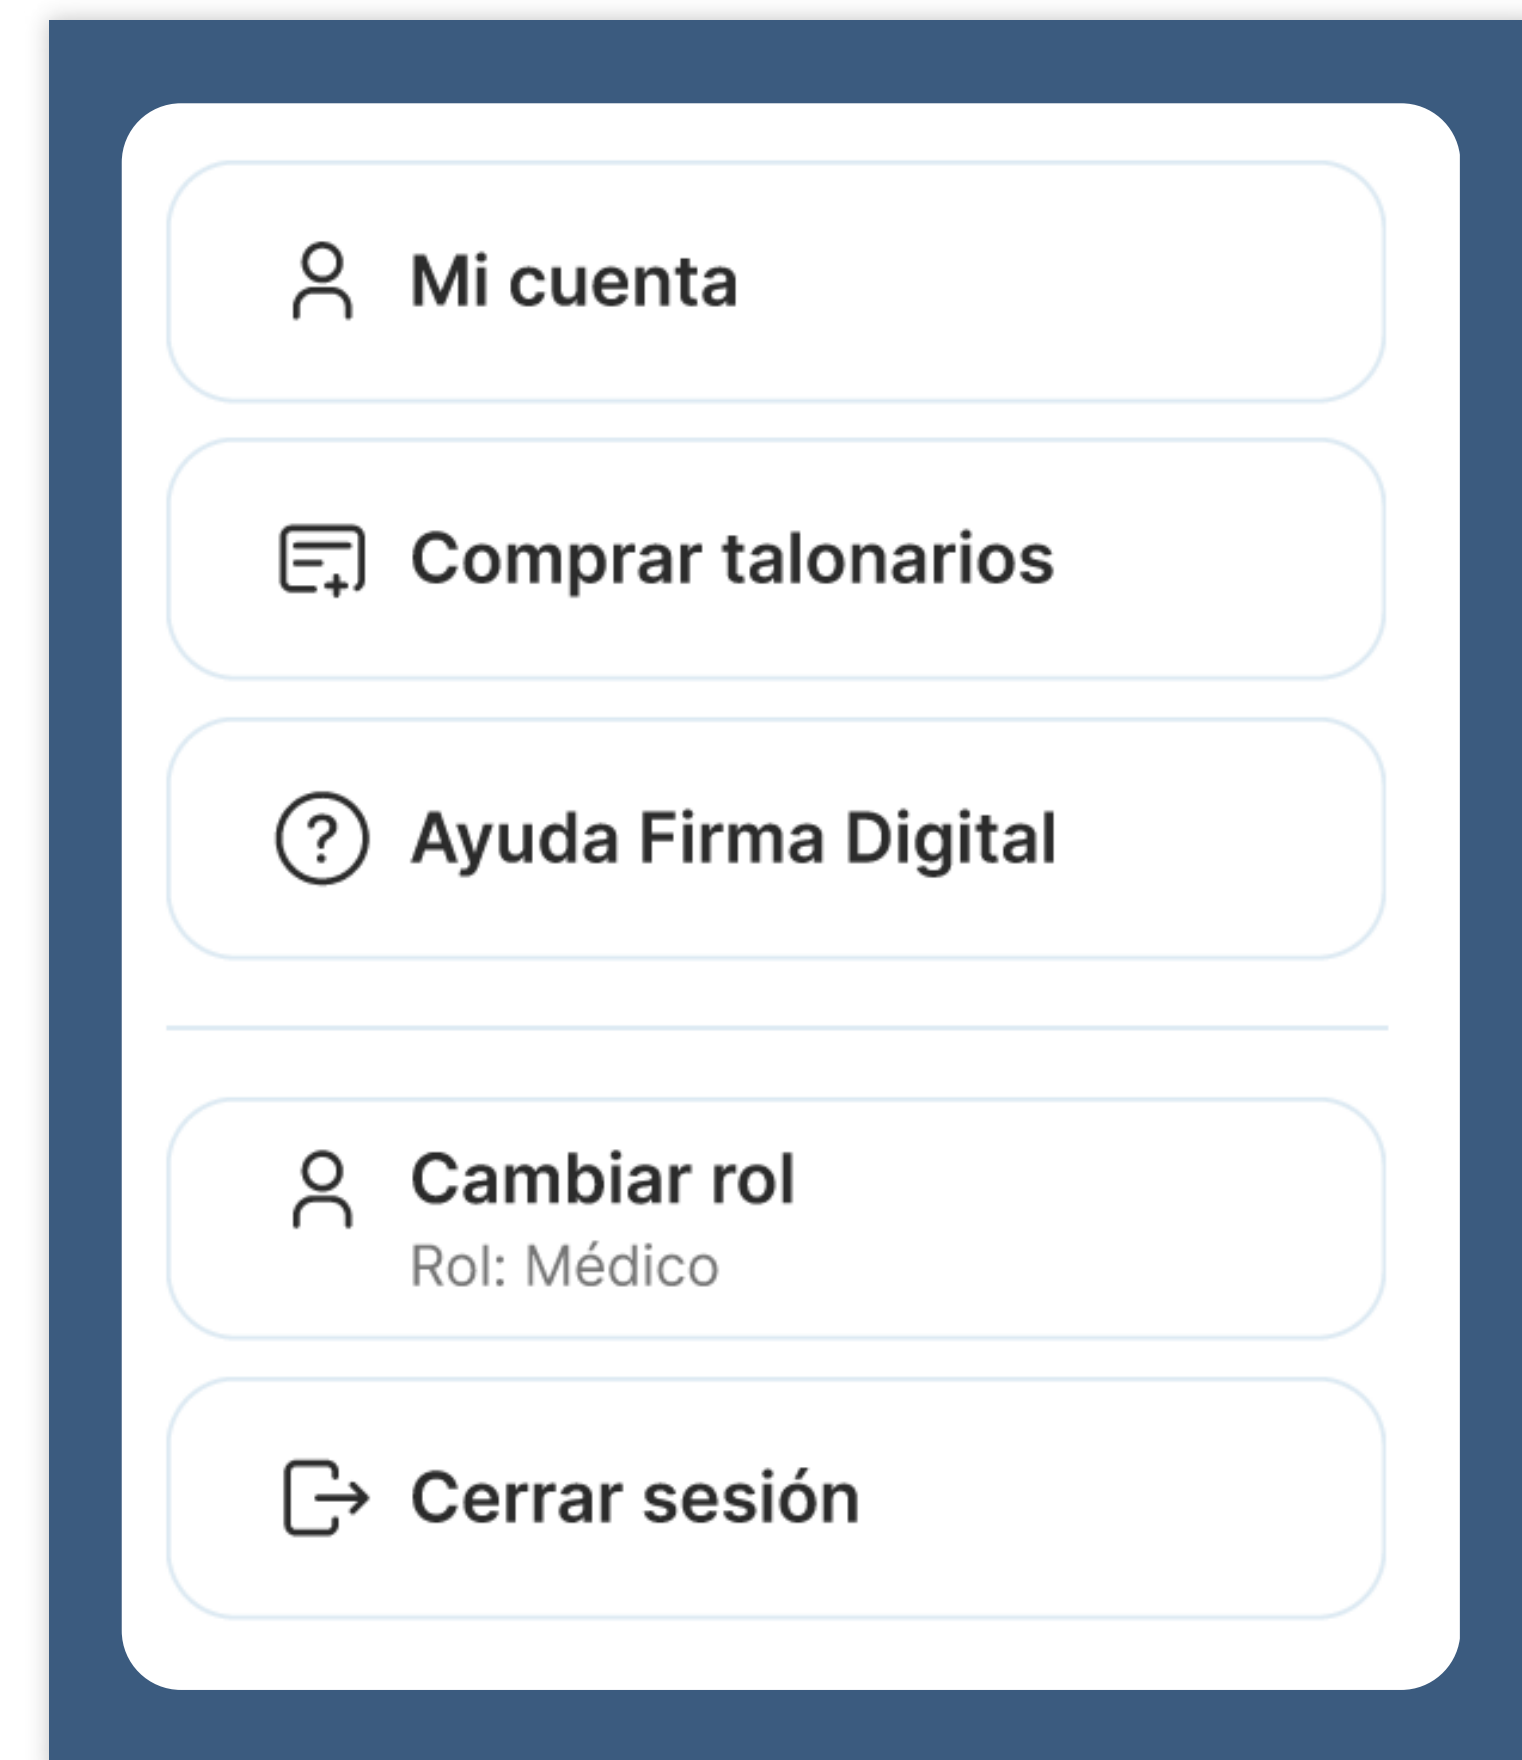 Mi cuenta
Comprar talonarios
Ayuda Firma Digital
Cambiar rol
Rol: Médico
Cerrar sesión